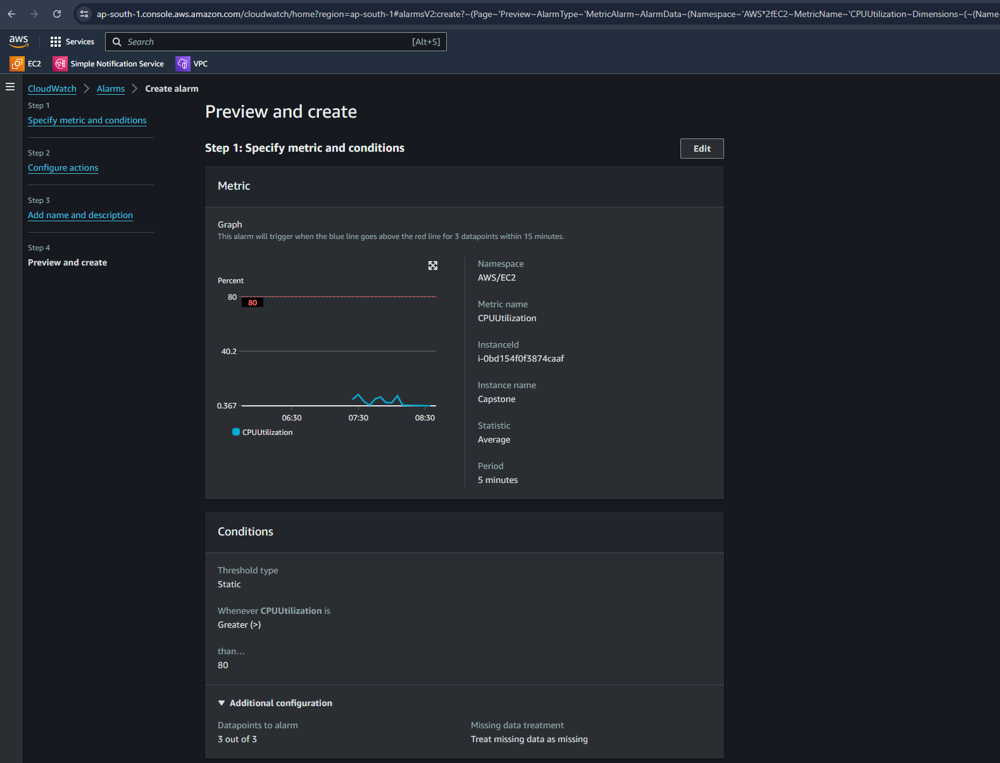 ap-south-1.console.aws.amazon.com/cloudwatch/home?region=ap-south-1#alarmsV2:create?~(Page~'Preview~AlarmType~'MetricAlarm~AlarmData~(Namespace~'AWS*2fEC2~MetricName~'CPUUtilization~Dimensions~(~(Name
aws
Services
Search
[Alt+S]
EC2
Simple Notification Service
VPC
CloudWatch
Alarms
Create alarm
Step 1
Specify metric and conditions
Step 2
Configure actions
Step 3
Add name and description
Step 4
Preview and create
Preview and create
Step 1: Specify metric and conditions
Edit
Metric
Graph
This alarm will trigger when the blue line goes above the red line for 3 datapoints within 15 minutes.
Percent
80
80
40.2
0.367
06:30
07:30
08:30
CPUUtilization
Namespace
AWS/EC2
Metric name
CPUUtilization
InstanceId
i-0bd154f0f3874caaf
Instance name
Capstone
Statistic
Average
Period
5 minutes
Conditions
Threshold type
Static
Whenever CPUUtilization is
Greater (>)
than…
80
Additional configuration
Datapoints to alarm
3 out of 3
Missing data treatment
Treat missing data as missing